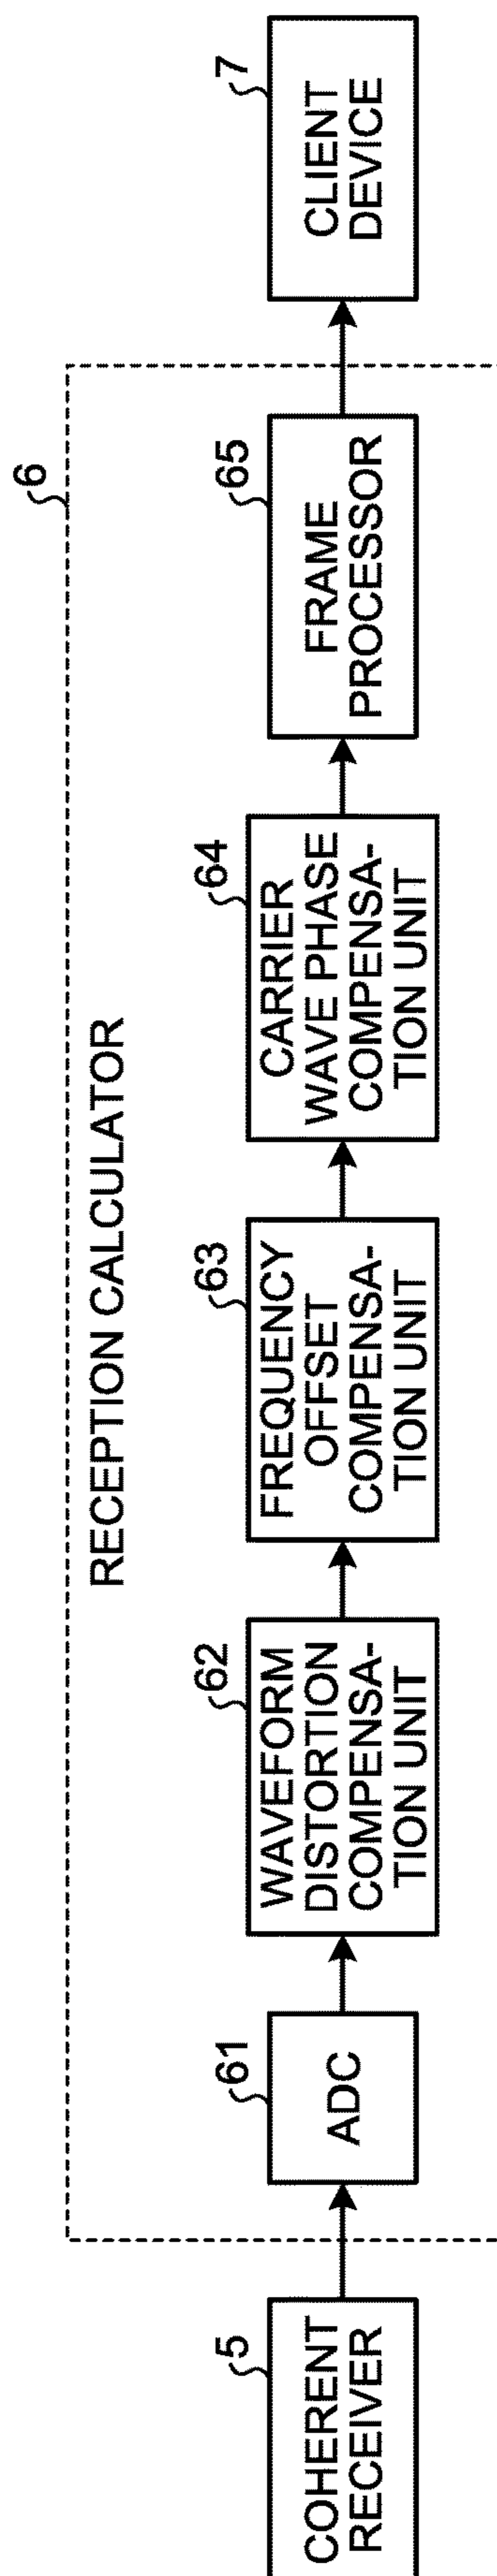 6
RECEPTION CALCULATOR
5
COHERENT
RECEIVER
61
ADC
62
WAVEFORM
DISTORTION
COMPENSA-
TION UNIT
63
FREQUENCY
OFFSET
COMPENSA-
TION UNIT
64
CARRIER
WAVE PHASE
COMPENSA-
TION UNIT
65
FRAME
PROCESSOR
7
CLIENT
DEVICE